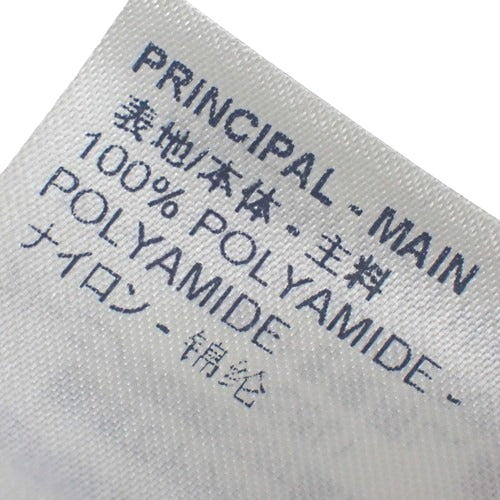 PRINCIPAL - MAIN
表地/本体 - 主料
100% POLYAMIDE -
POLYAMIDE
ナイロン - 锦纶